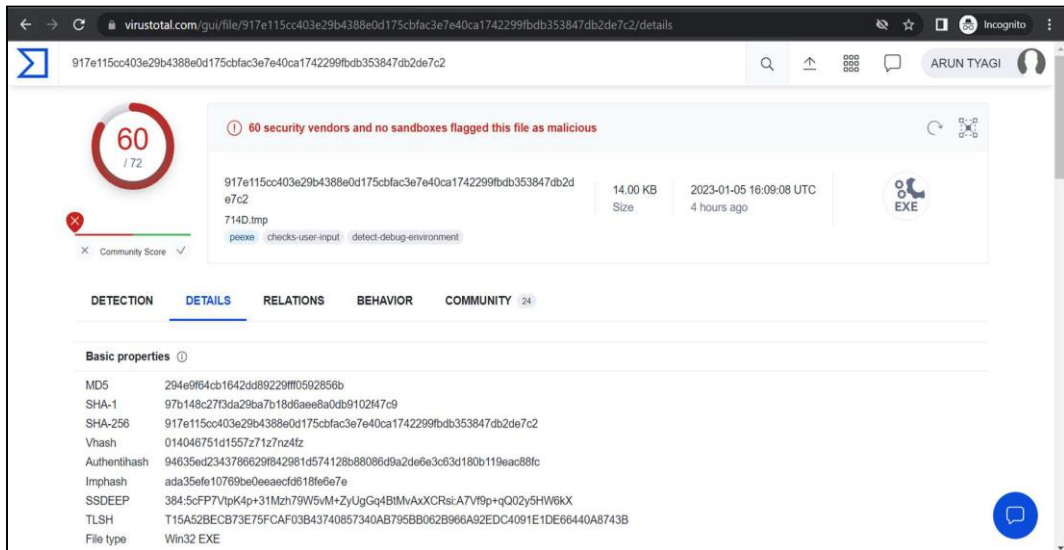 virustotal.com/gui/file/917e115cc403e29b4388e0d175cbfac3e7e40ca1742299fbdb353847db2de7c2/details
Incognito
917e115cc403e29b4388e0d175cbfac3e7e40ca1742299fbdb353847db2de7c2
ARUN TYAGI
60
/ 72
60 security vendors and no sandboxes flagged this file as malicious
917e115cc403e29b4388e0d175cbfac3e7e40ca1742299fbdb353847db2d
e7c2
714D.tmp
peexe checks-user-input detect-debug-environment
14.00 KB
Size
2023-01-05 16:09:08 UTC
4 hours ago
EXE
Community Score
DETECTION DETAILS RELATIONS BEHAVIOR COMMUNITY 24
Basic properties
MD5 294e9f64cb1642dd89229fff0592856b
SHA-1 97b148c27f3da29ba7b18d6aee8a0db9102f47c9
SHA-256 917e115cc403e29b4388e0d175cbfac3e7e40ca1742299fbdb353847db2de7c2
Vhash 014046751d1557z71z7nz4fz
Authentihash 94635ed2343786629f842981d574128b88086d9a2de6e3c63d180b119eac88fc
Imphash ada35efe10769be0eeaecfd618fe6e7e
SSDEEP 384:5cFP7VtpK4p+31Mzh79W5vM+ZyUgGq4BtMvAxXCRsi:A7Vf9p+qQ02y5HW6kX
TLSH T15A52BECB73E75FCAF03B43740857340AB795BB062B966A92EDC4091E1DE66440A8743B
File type Win32 EXE